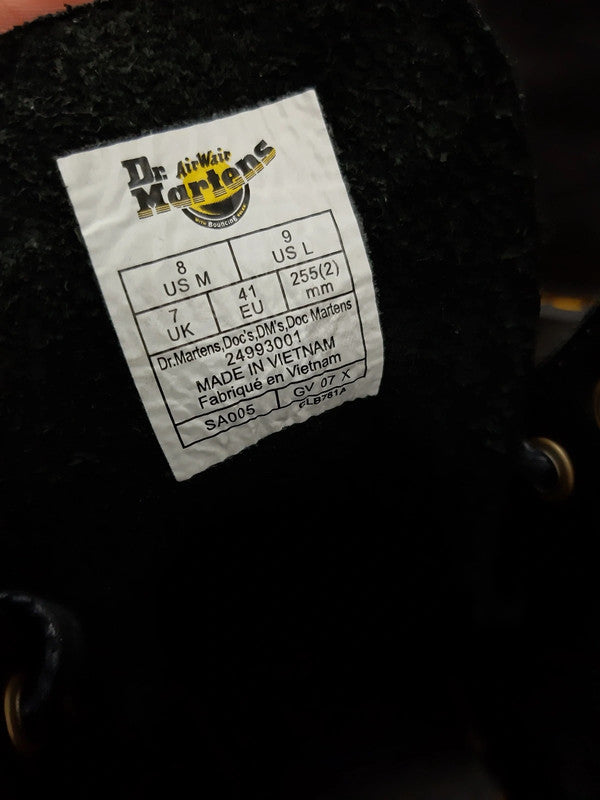 Dr. AirWair
Martens
WITH Bouncing SOLES
8 9
US M US L
7 41 255(2)
UK EU mm
Dr.Martens,Doc's,DM's,Doc Martens
24993001
MADE IN VIETNAM
Fabriqué en Vietnam
SA005 GV 07 X
CLB781A